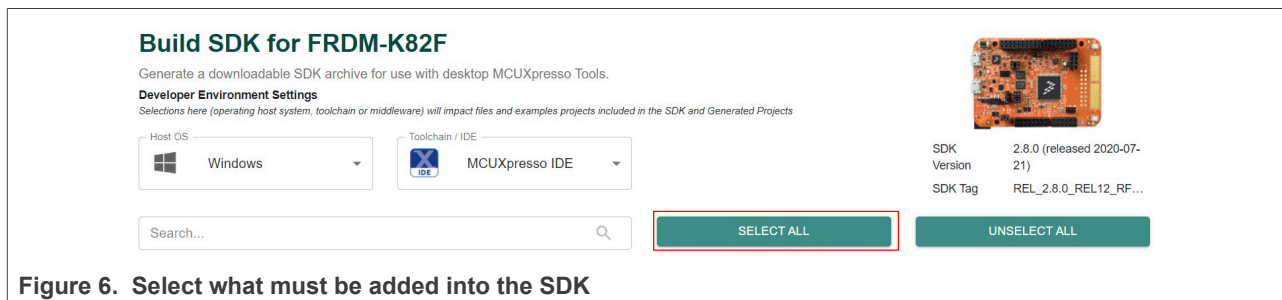 Build SDK for FRDM-K82F
Generate a downloadable SDK archive for use with desktop MCUXpresso Tools.
Developer Environment Settings
Selections here (operating host system, toolchain or middleware) will impact files and examples projects included in the SDK and Generated Projects
Host OS
Windows
Toolchain / IDE
IDE
MCUXpresso IDE
SDK Version
2.8.0 (released 2020-07-
21)
SDK Tag
REL_2.8.0_REL12_RF...
Search...
SELECT ALL
UNSELECT ALL
Figure 6. Select what must be added into the SDK